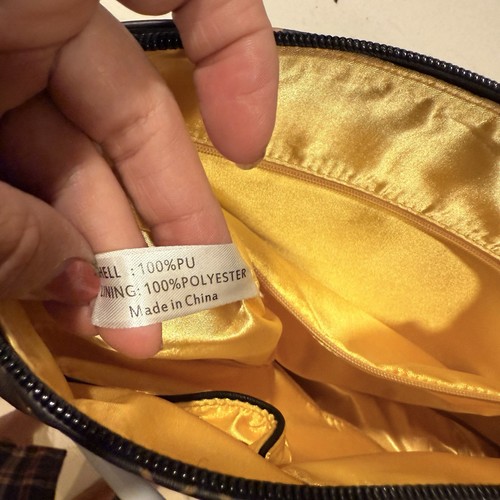 HELL : 100%PU
INING: 100%POLYESTER
Made in China